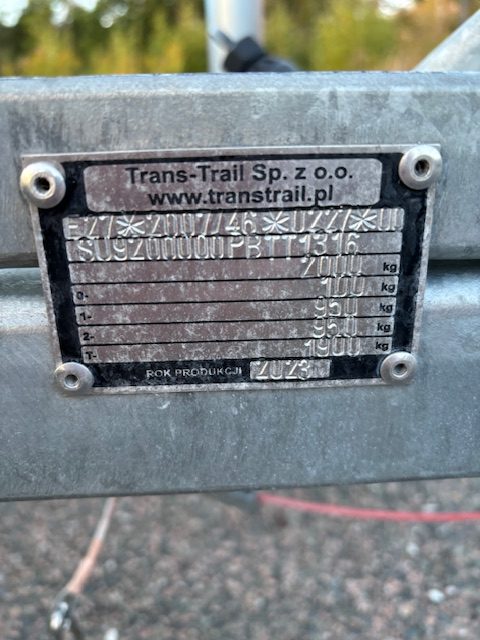 Trans-Trail Sp. z o.o.
www.transtrail.pl
E27*2007/46*0227*00
SU9200000PBTT1316
2000 kg
0- 100 kg
1- 950 kg
2- 950 kg
T- 1900 kg
ROK PRODUKCJI 2023